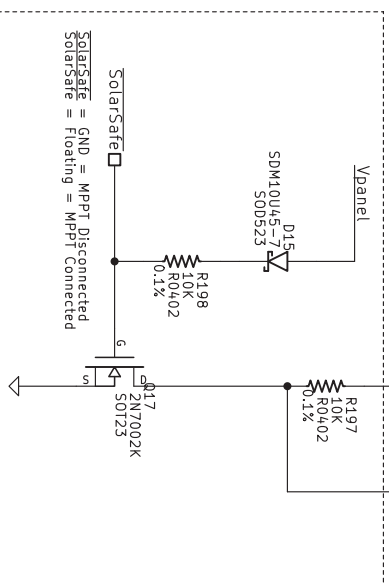 Vpanel
D15
SDM10U45-7
SOD523
R198
10K
R0402
0.1%
SolarSafe
SolarSafe = GND = MPPT Disconnected
SolarSafe = Floating = MPPT Connected
R197
10K
R0402
0.1%
G
S
D
Q17
2N7002K
SOT23